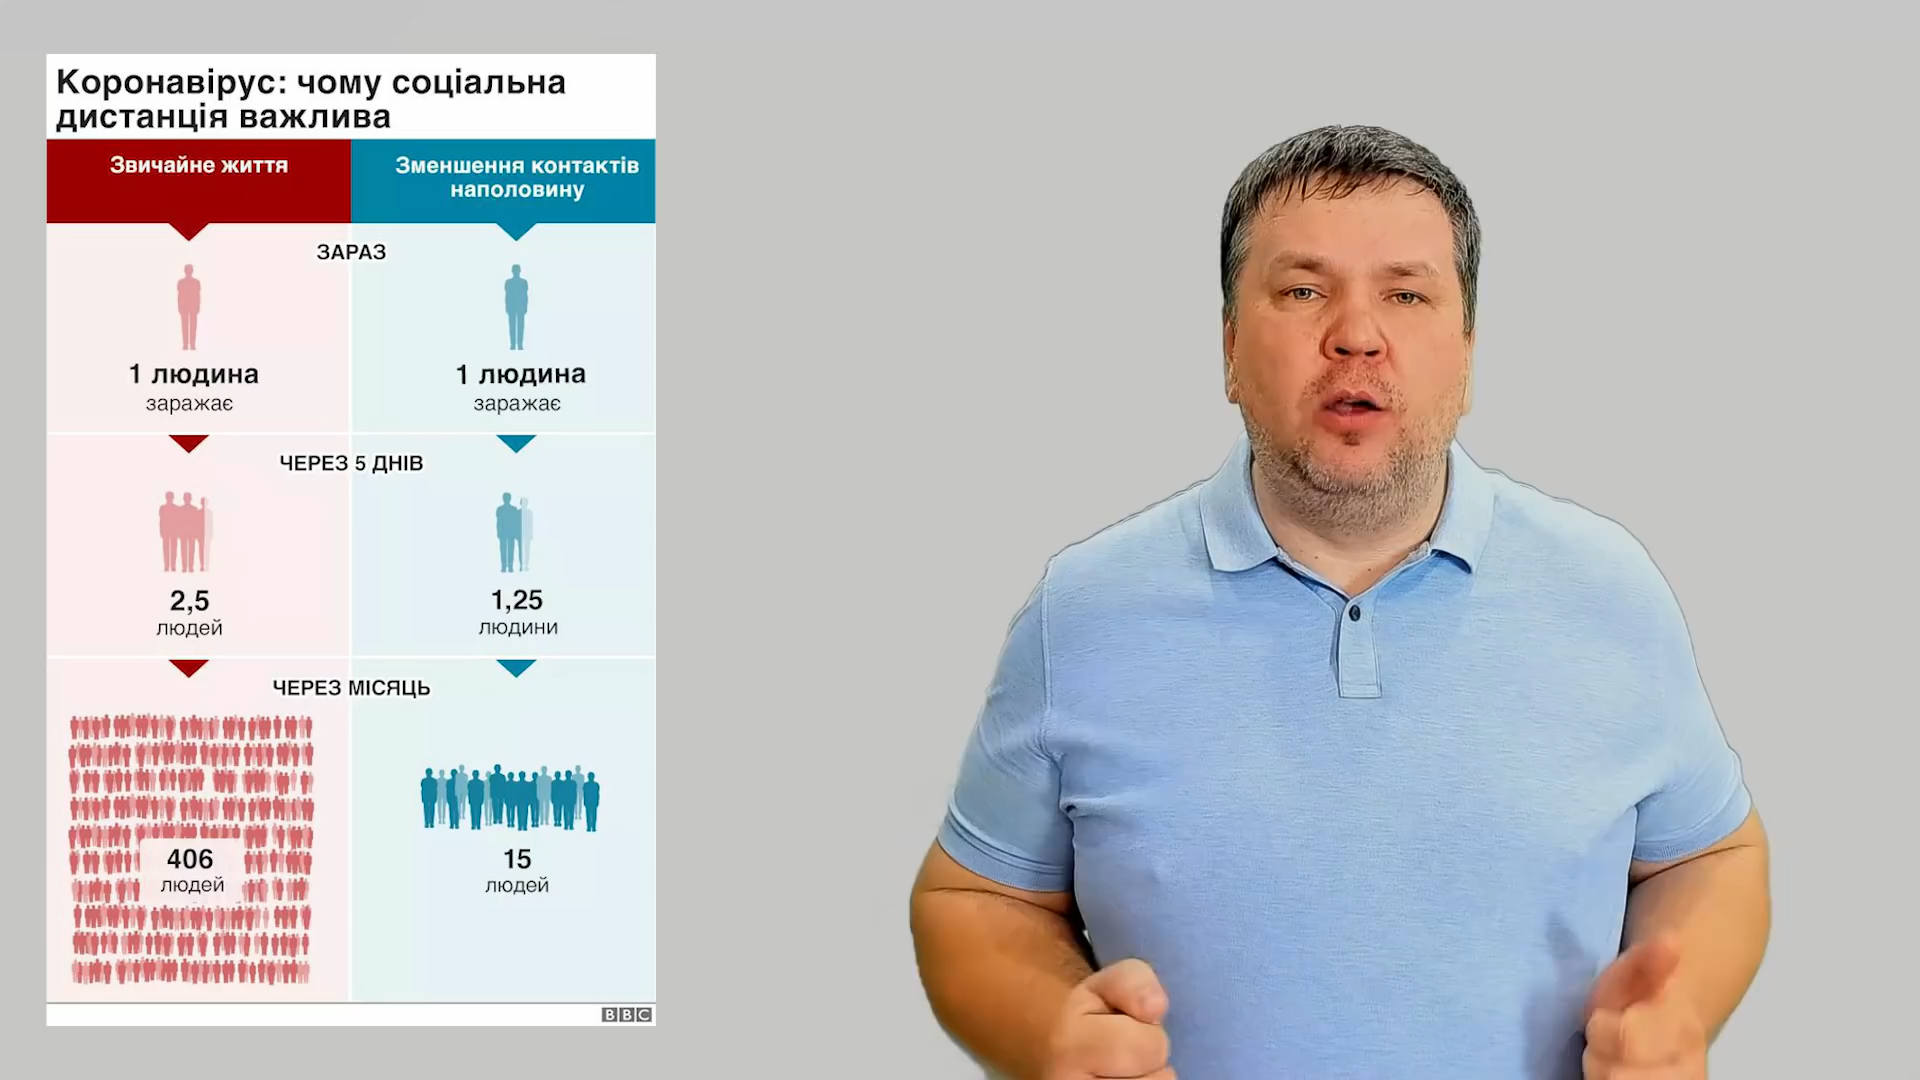 Коронавірус: чому соціальна
дистанція важлива
Звичайне життя
Зменшення контактів
наполовину
ЗАРАЗ
1 людина
заражає
1 людина
заражає
ЧЕРЕЗ 5 ДНІВ
2,5
людей
1,25
людини
ЧЕРЕЗ МІСЯЦЬ
406
людей
15
людей
BBC